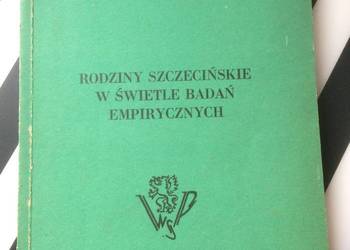 RODZINY SZCZECIŃSKIE
W ŚWIETLE BADAŃ
EMPIRYCZNYCH
WSP